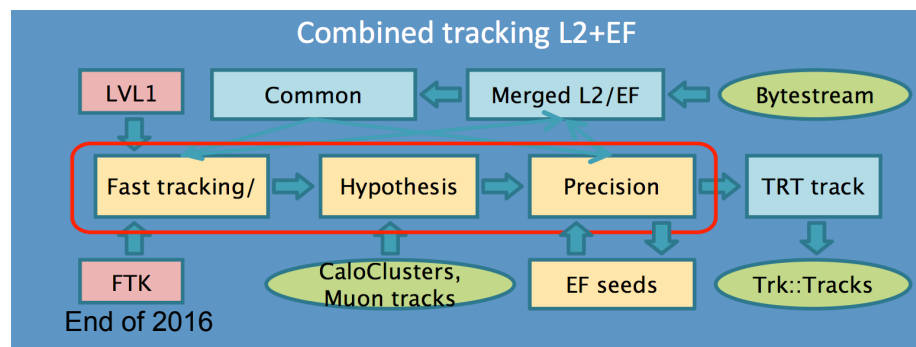 Combined tracking L2+EF
LVL1
Common
Merged L2/EF
Bytestream
Fast tracking/
Hypothesis
Precision
TRT track
FTK
CaloClusters,
Muon tracks
EF seeds
Trk::Tracks
End of 2016